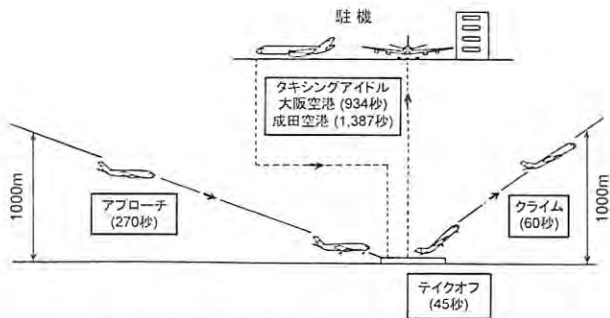 駐機
タキシングアイドル
大阪空港 (934秒)
成田空港 (1,387秒)
1000m
アプローチ
(270秒)
クライム
(60秒)
1000m
テイクオフ
(45秒)